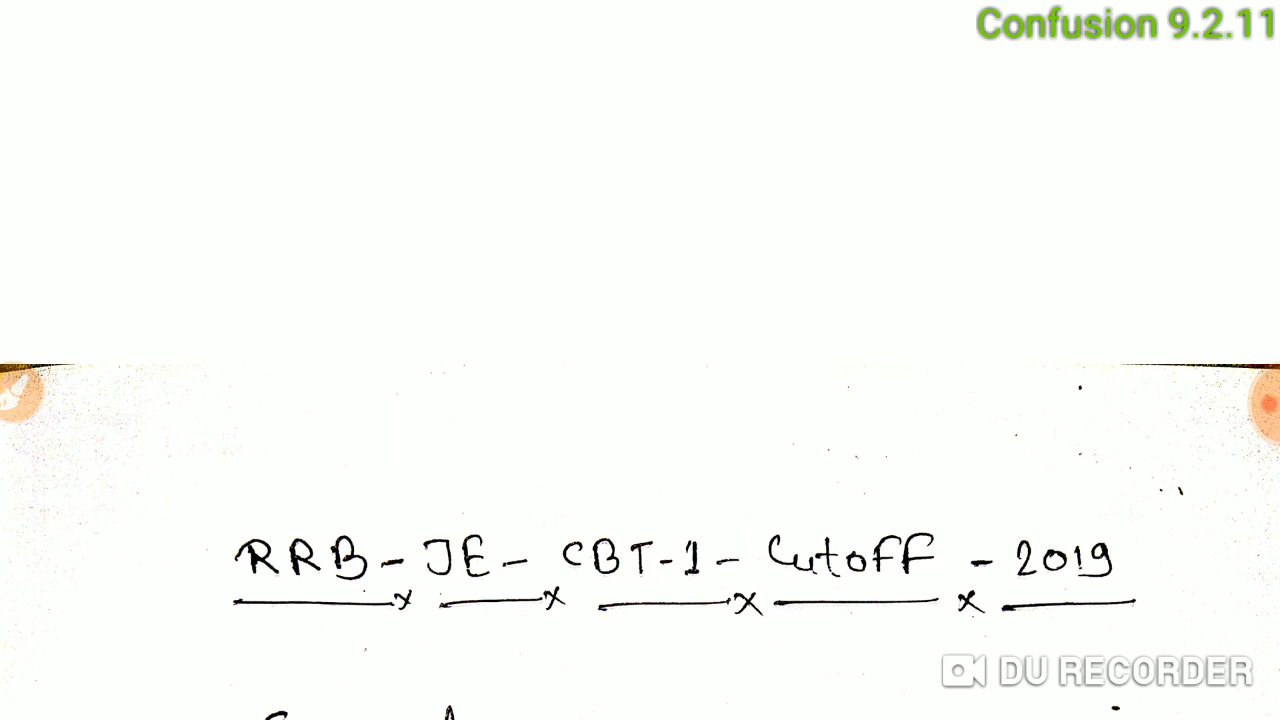 Confusion 9.2.11
RRB - JE - CBT-1 - Cutoff - 2019
DU RECORDER